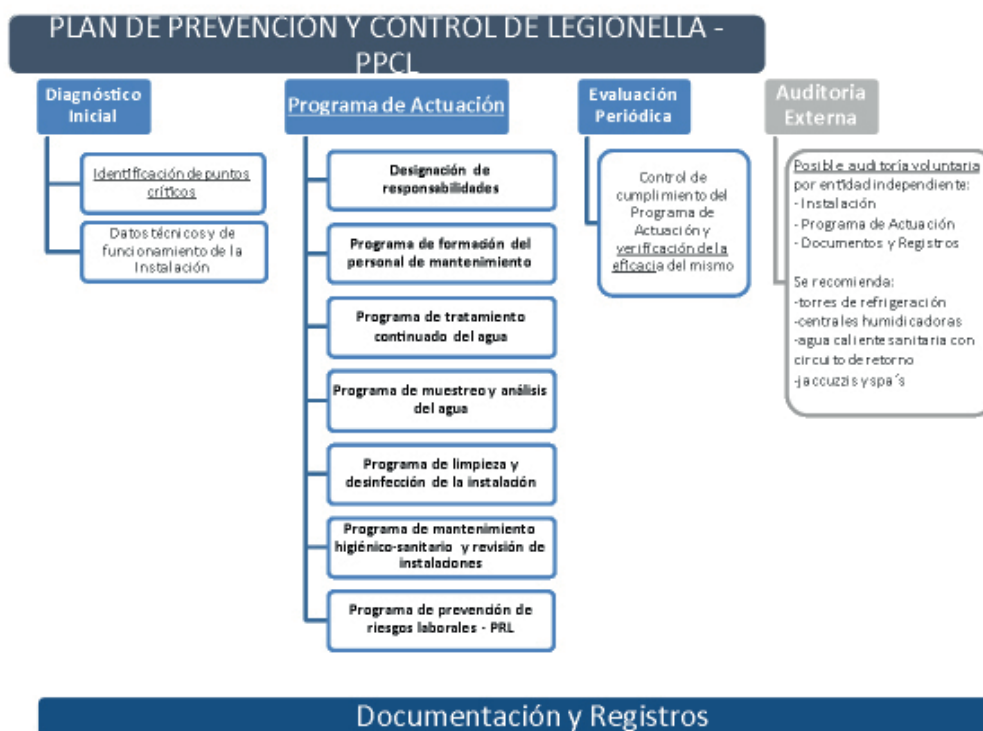 PLAN DE PREVENCIÓN Y CONTROL DE LEGIONELLA -
PPCL
Diagnóstico
Inicial
Identificación de puntos
críticos
Datos técnicos y de
funcionamiento de la
Instalación
Programa de Actuación
Designación de
responsabilidades
Programa de formación del
personal de mantenimiento
Programa de tratamiento
continuado del agua
Programa de muestreo y análisis
del agua
Programa de limpieza y
desinfección de la instalación
Programa de mantenimiento
higiénico-sanitario y revisión de
instalaciones
Programa de prevención de
riesgos laborales - PRL
Evaluación
Periódica
Control de
cumplimiento del
Programa de
Actuación y
verificación de la
eficacia del mismo
Auditoria
Externa
Posible auditoría voluntaria
por entidad independiente:
- Instalación
- Programa de Actuación
- Documentos y Registros
Se recomienda:
-torres de refrigeración
-centrales humidicadoras
-agua caliente sanitaria con
circuito de retorno
-jaccuzzis y spa´s
Documentación y Registros